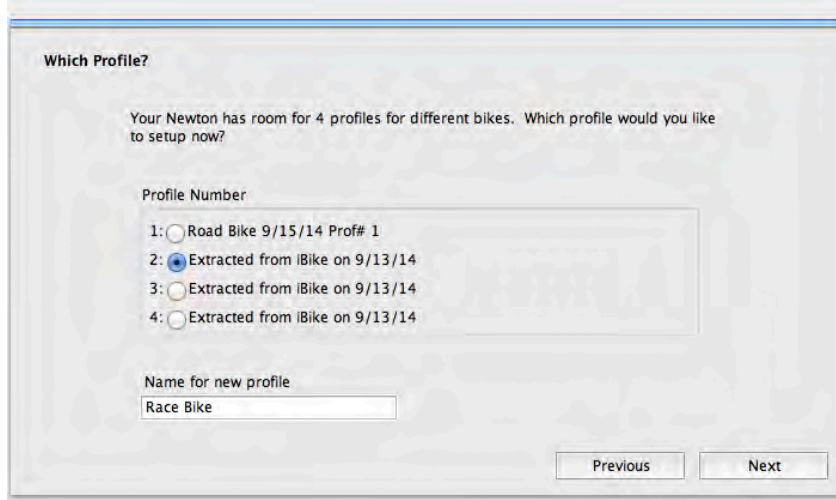 Which Profile?
Your Newton has room for 4 profiles for different bikes.  Which profile would you like
to setup now?
Profile Number
1: Road Bike 9/15/14 Prof# 1
2: Extracted from iBike on 9/13/14
3: Extracted from iBike on 9/13/14
4: Extracted from iBike on 9/13/14
Name for new profile
Race Bike
Previous Next